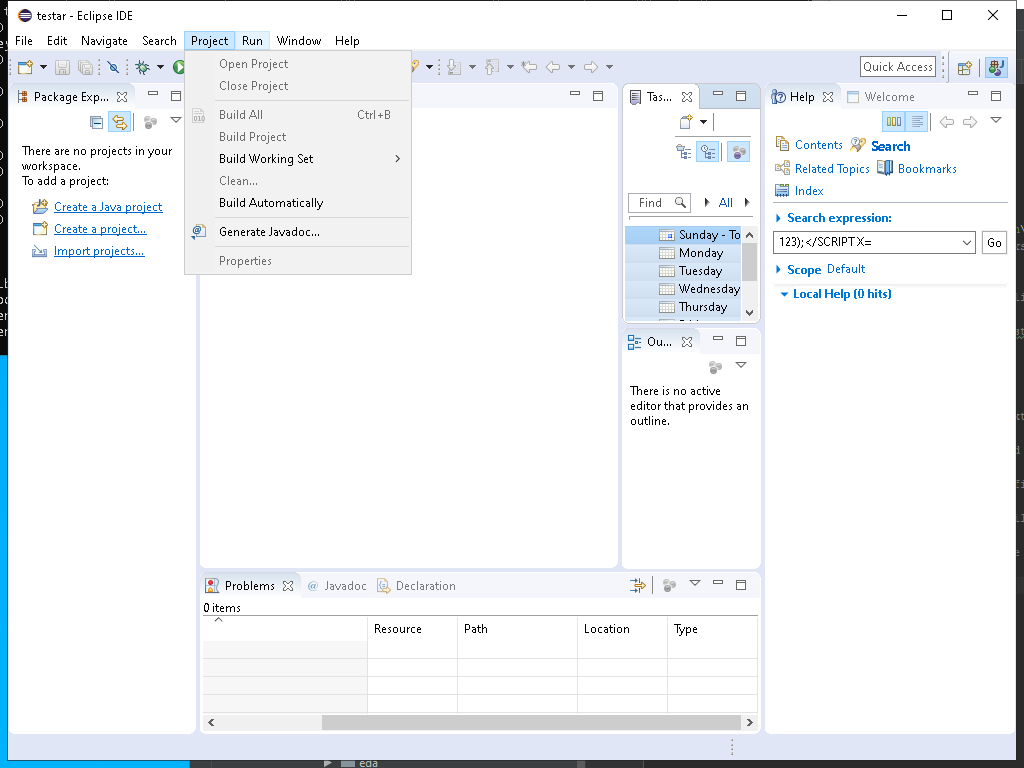 testar - Eclipse IDE
File Edit Navigate Search Project Run Window Help
Quick Access
Open Project
Close Project
Build All Ctrl+B
Build Project
Build Working Set
Clean...
Build Automatically
Generate Javadoc...
Properties
Package Exp...
There are no projects in your
workspace.
To add a project:
Create a Java project
Create a project...
Import projects...
Tas...
Find All
Sunday - To
Monday
Tuesday
Wednesday
Thursday
Ou...
There is no active
editor that provides an
outline.
Help Welcome
Contents Search
Related Topics Bookmarks
Index
Search expression:
123);</SCRIPT X= Go
Scope Default
Local Help (0 hits)
Problems @ Javadoc Declaration
0 items
Resource Path Location Type
eda